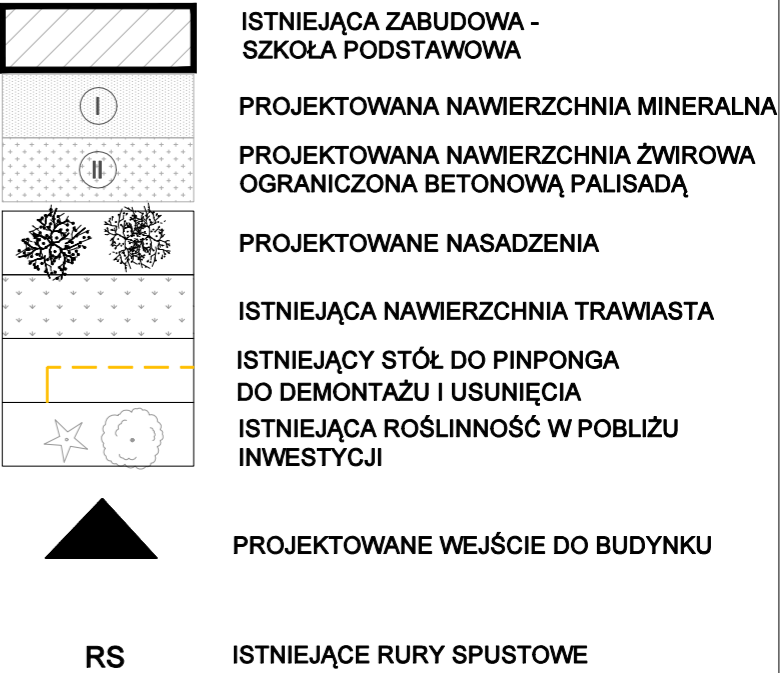 ISTNIEJĄCA ZABUDOWA -
SZKOŁA PODSTAWOWA
I PROJEKTOWANA NAWIERZCHNIA MINERALNA
II PROJEKTOWANA NAWIERZCHNIA ŻWIROWA
OGRANICZONA BETONOWĄ PALISADĄ
PROJEKTOWANE NASADZENIA
ISTNIEJĄCA NAWIERZCHNIA TRAWIASTA
ISTNIEJĄCY STÓŁ DO PINPONGA
DO DEMONTAŻU I USUNIĘCIA
ISTNIEJĄCA ROŚLINNOŚĆ W POBLIŻU
INWESTYCJI
PROJEKTOWANE WEJŚCIE DO BUDYNKU
RS ISTNIEJĄCE RURY SPUSTOWE